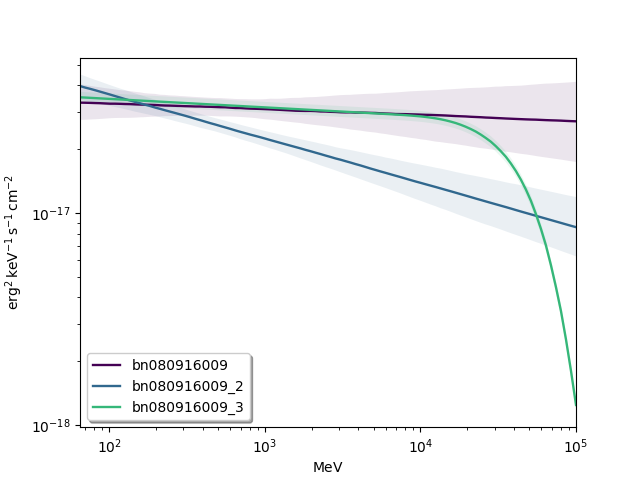 erg² keV⁻¹ s⁻¹ cm⁻²
10⁻¹⁷
10⁻¹⁸
bn080916009
bn080916009_2
bn080916009_3
10² 10³ 10⁴ 10⁵
MeV